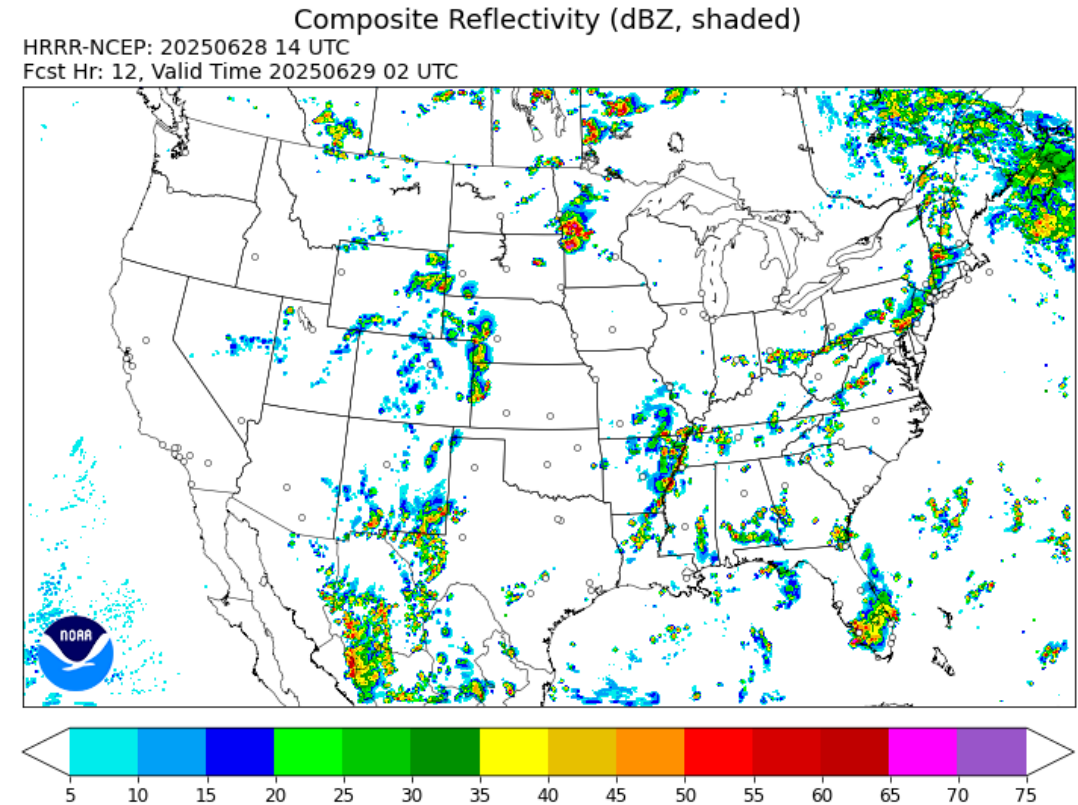 Composite Reflectivity (dBZ, shaded)
HRRR-NCEP: 20250628 14 UTC
Fcst Hr: 12, Valid Time 20250629 02 UTC
NOAA
5 10 15 20 25 30 35 40 45 50 55 60 65 70 75